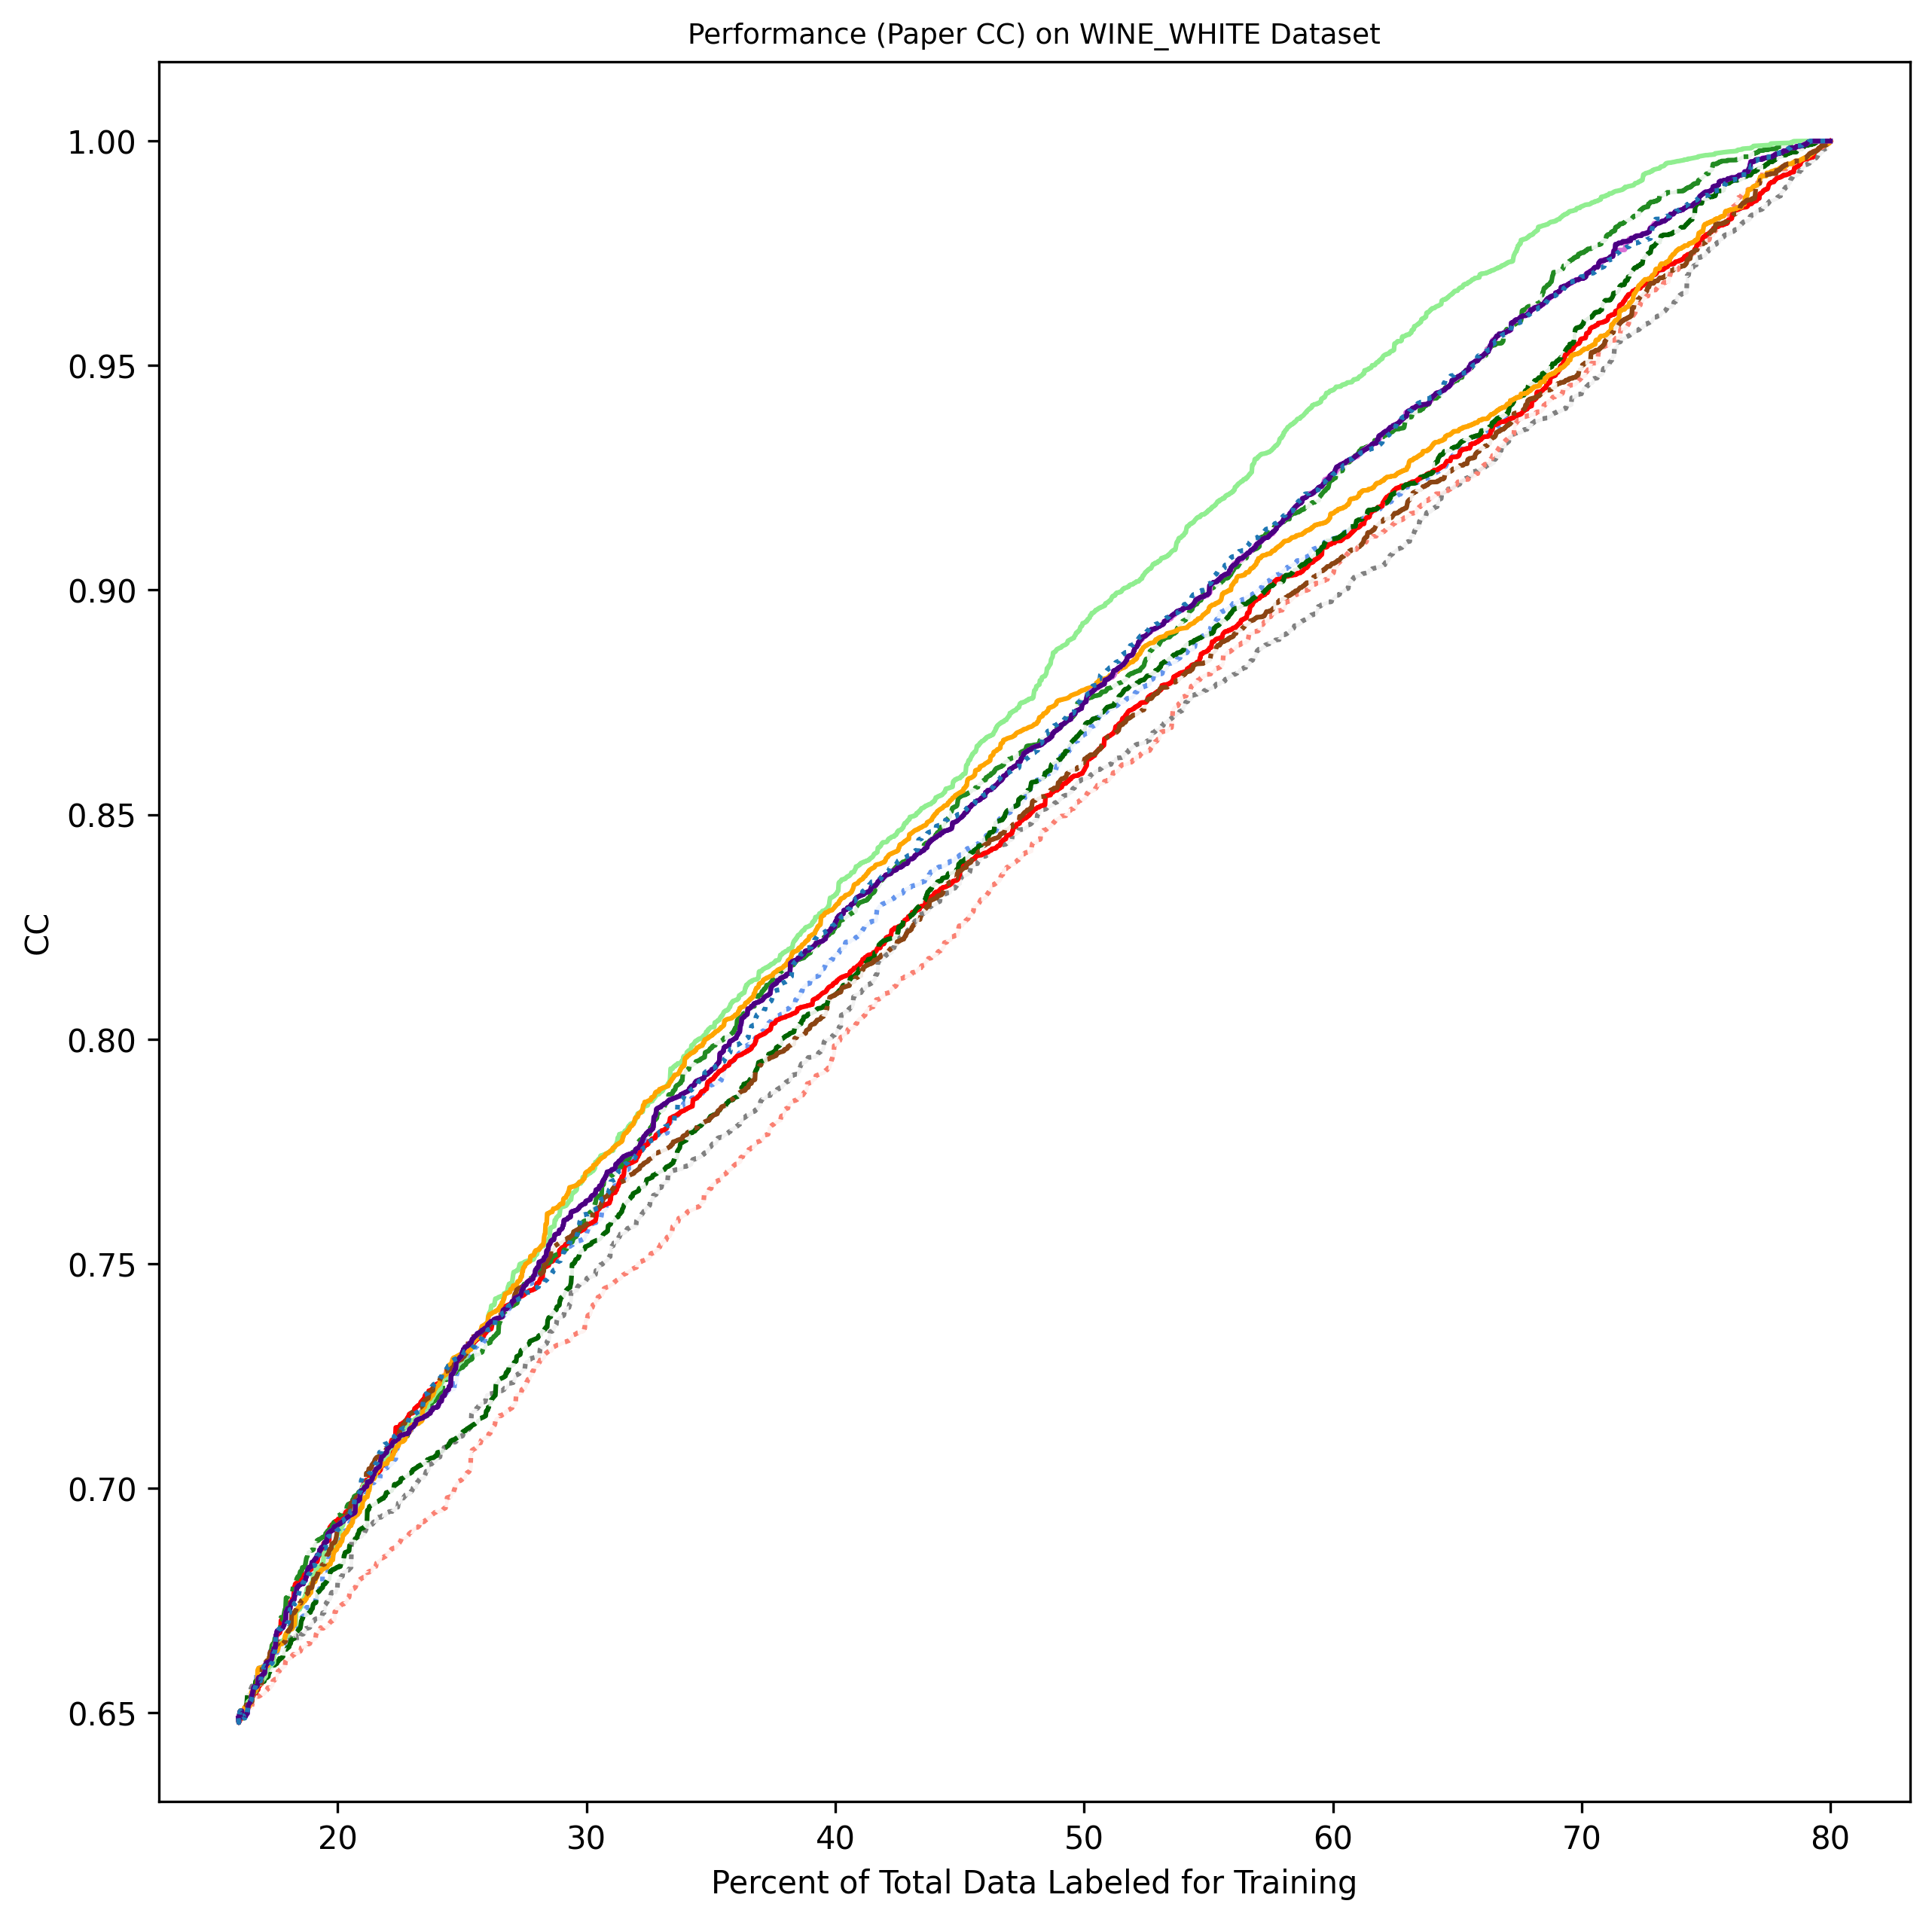 Performance (Paper CC) on WINE_WHITE Dataset
1.00
0.95
0.90
0.85
0.80
0.75
0.70
0.65
CC
20 30 40 50 60 70 80
Percent of Total Data Labeled for Training